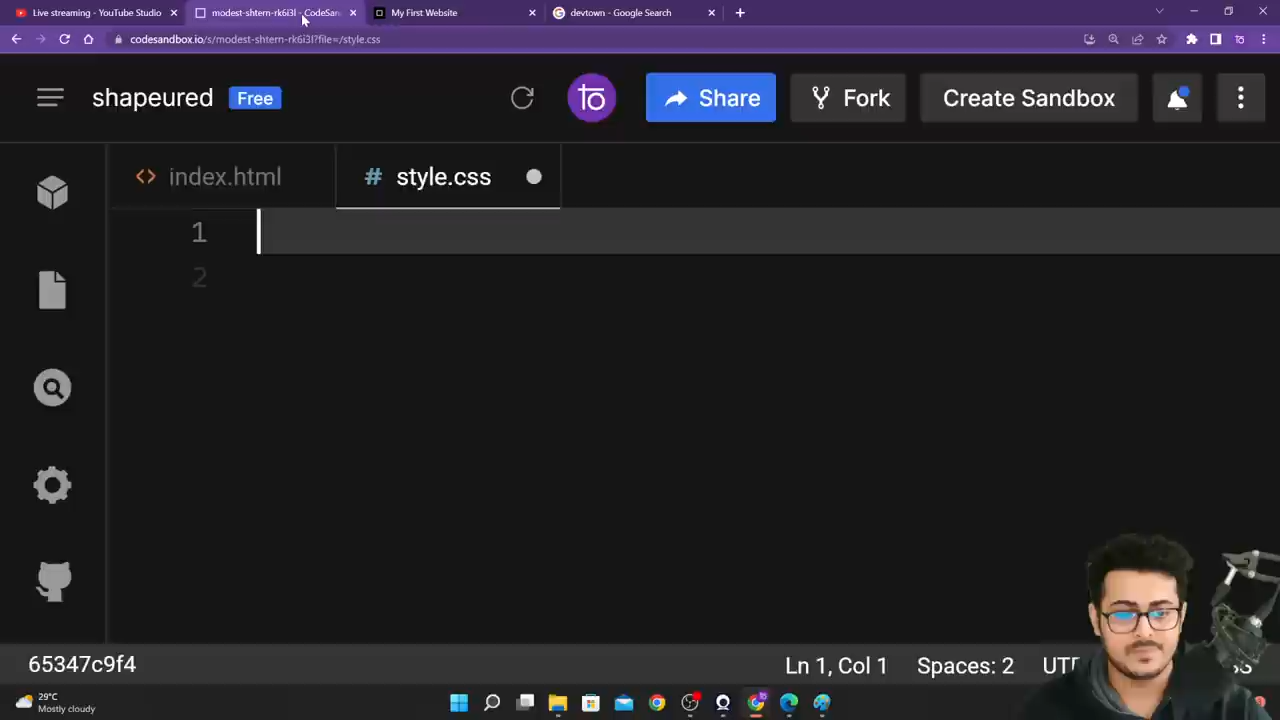 Live streaming - YouTube Studio
modest-shtern-rk6i3l - CodeSan
My First Website
devtown - Google Search
codesandbox.io/s/modest-shtern-rk6i3l?file=/style.css
shapeured Free Share Fork Create Sandbox
<> index.html # style.css
1
2
65347c9f4 Ln 1, Col 1 Spaces: 2
29°C
Mostly cloudy